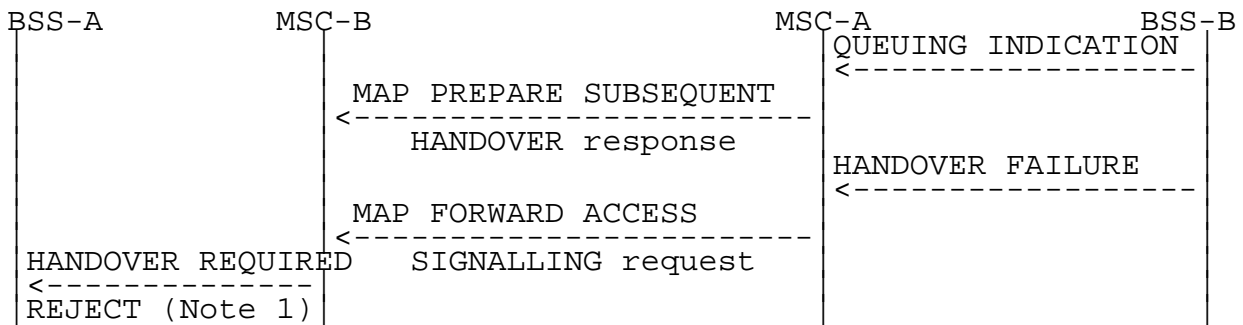 BSS-A MSC-B MSC-A BSS-B
QUEUING INDICATION
MAP PREPARE SUBSEQUENT
HANDOVER response
HANDOVER FAILURE
MAP FORWARD ACCESS
HANDOVER REQUIRED SIGNALLING request
REJECT (Note 1)